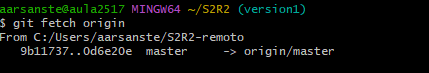 aarsanste@aula2517 MINGW64 ~/S2R2 (version1)
$ git fetch origin
From C:/Users/aarsanste/S2R2-remoto
   9b11737..0d6e20e  master     -> origin/master